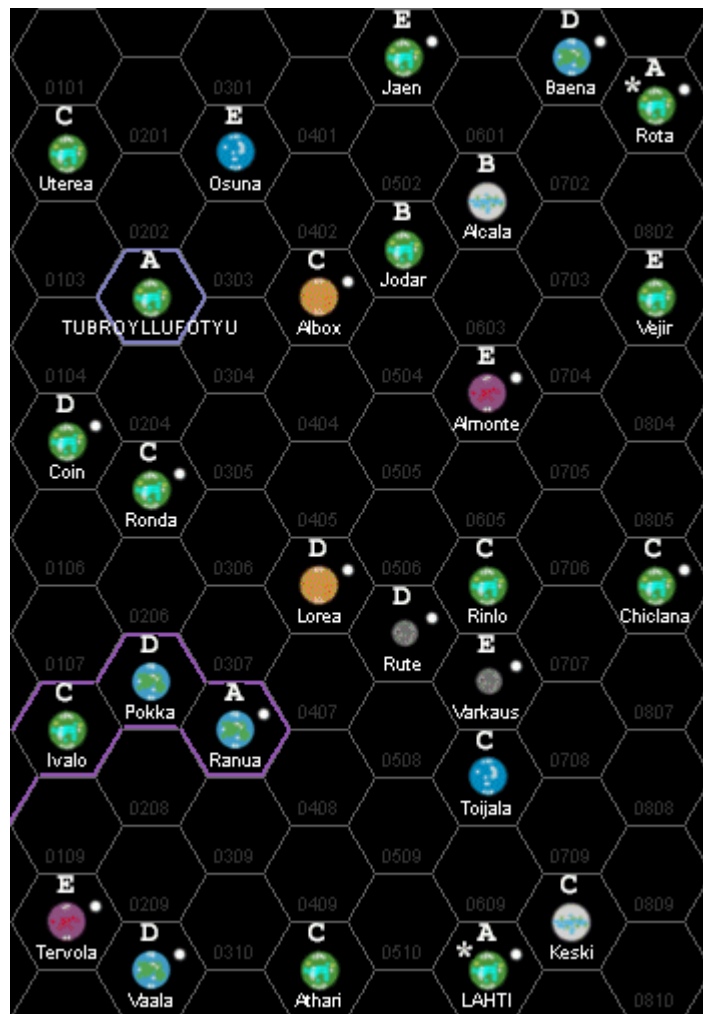 E D
A
*
0101 0301 Jaen Baena
C E
0201 0401 0601 Rota
B
Uterea Osuna 0502 0702
B
0202 0402 Alcala 0802
A C E
0103 0303 Jodar 0703
TUBROYLLUFOTYU Albox 0603 Vejir
E
0104 0304 0504 0704
D
0204 0404 Almonte 0804
C
Coin 0305 0505 0705
Ronda 0405 0605 0805
D C C
0106 0306 0506 0706
D
0206 Lorea Rinlo Chiclana
D E
0107 0307 Rute 0707
C A
Pokka 0407 Varkaus 0807
C
Ivalo Ranua 0508 0708
0208 0408 Toijala 0808
0109 0309 0509 0709
E C
0209 0409 0609 0809
D C * A
Tervola 0310 0510 Keski
Vaala Athari LAHTI 0810